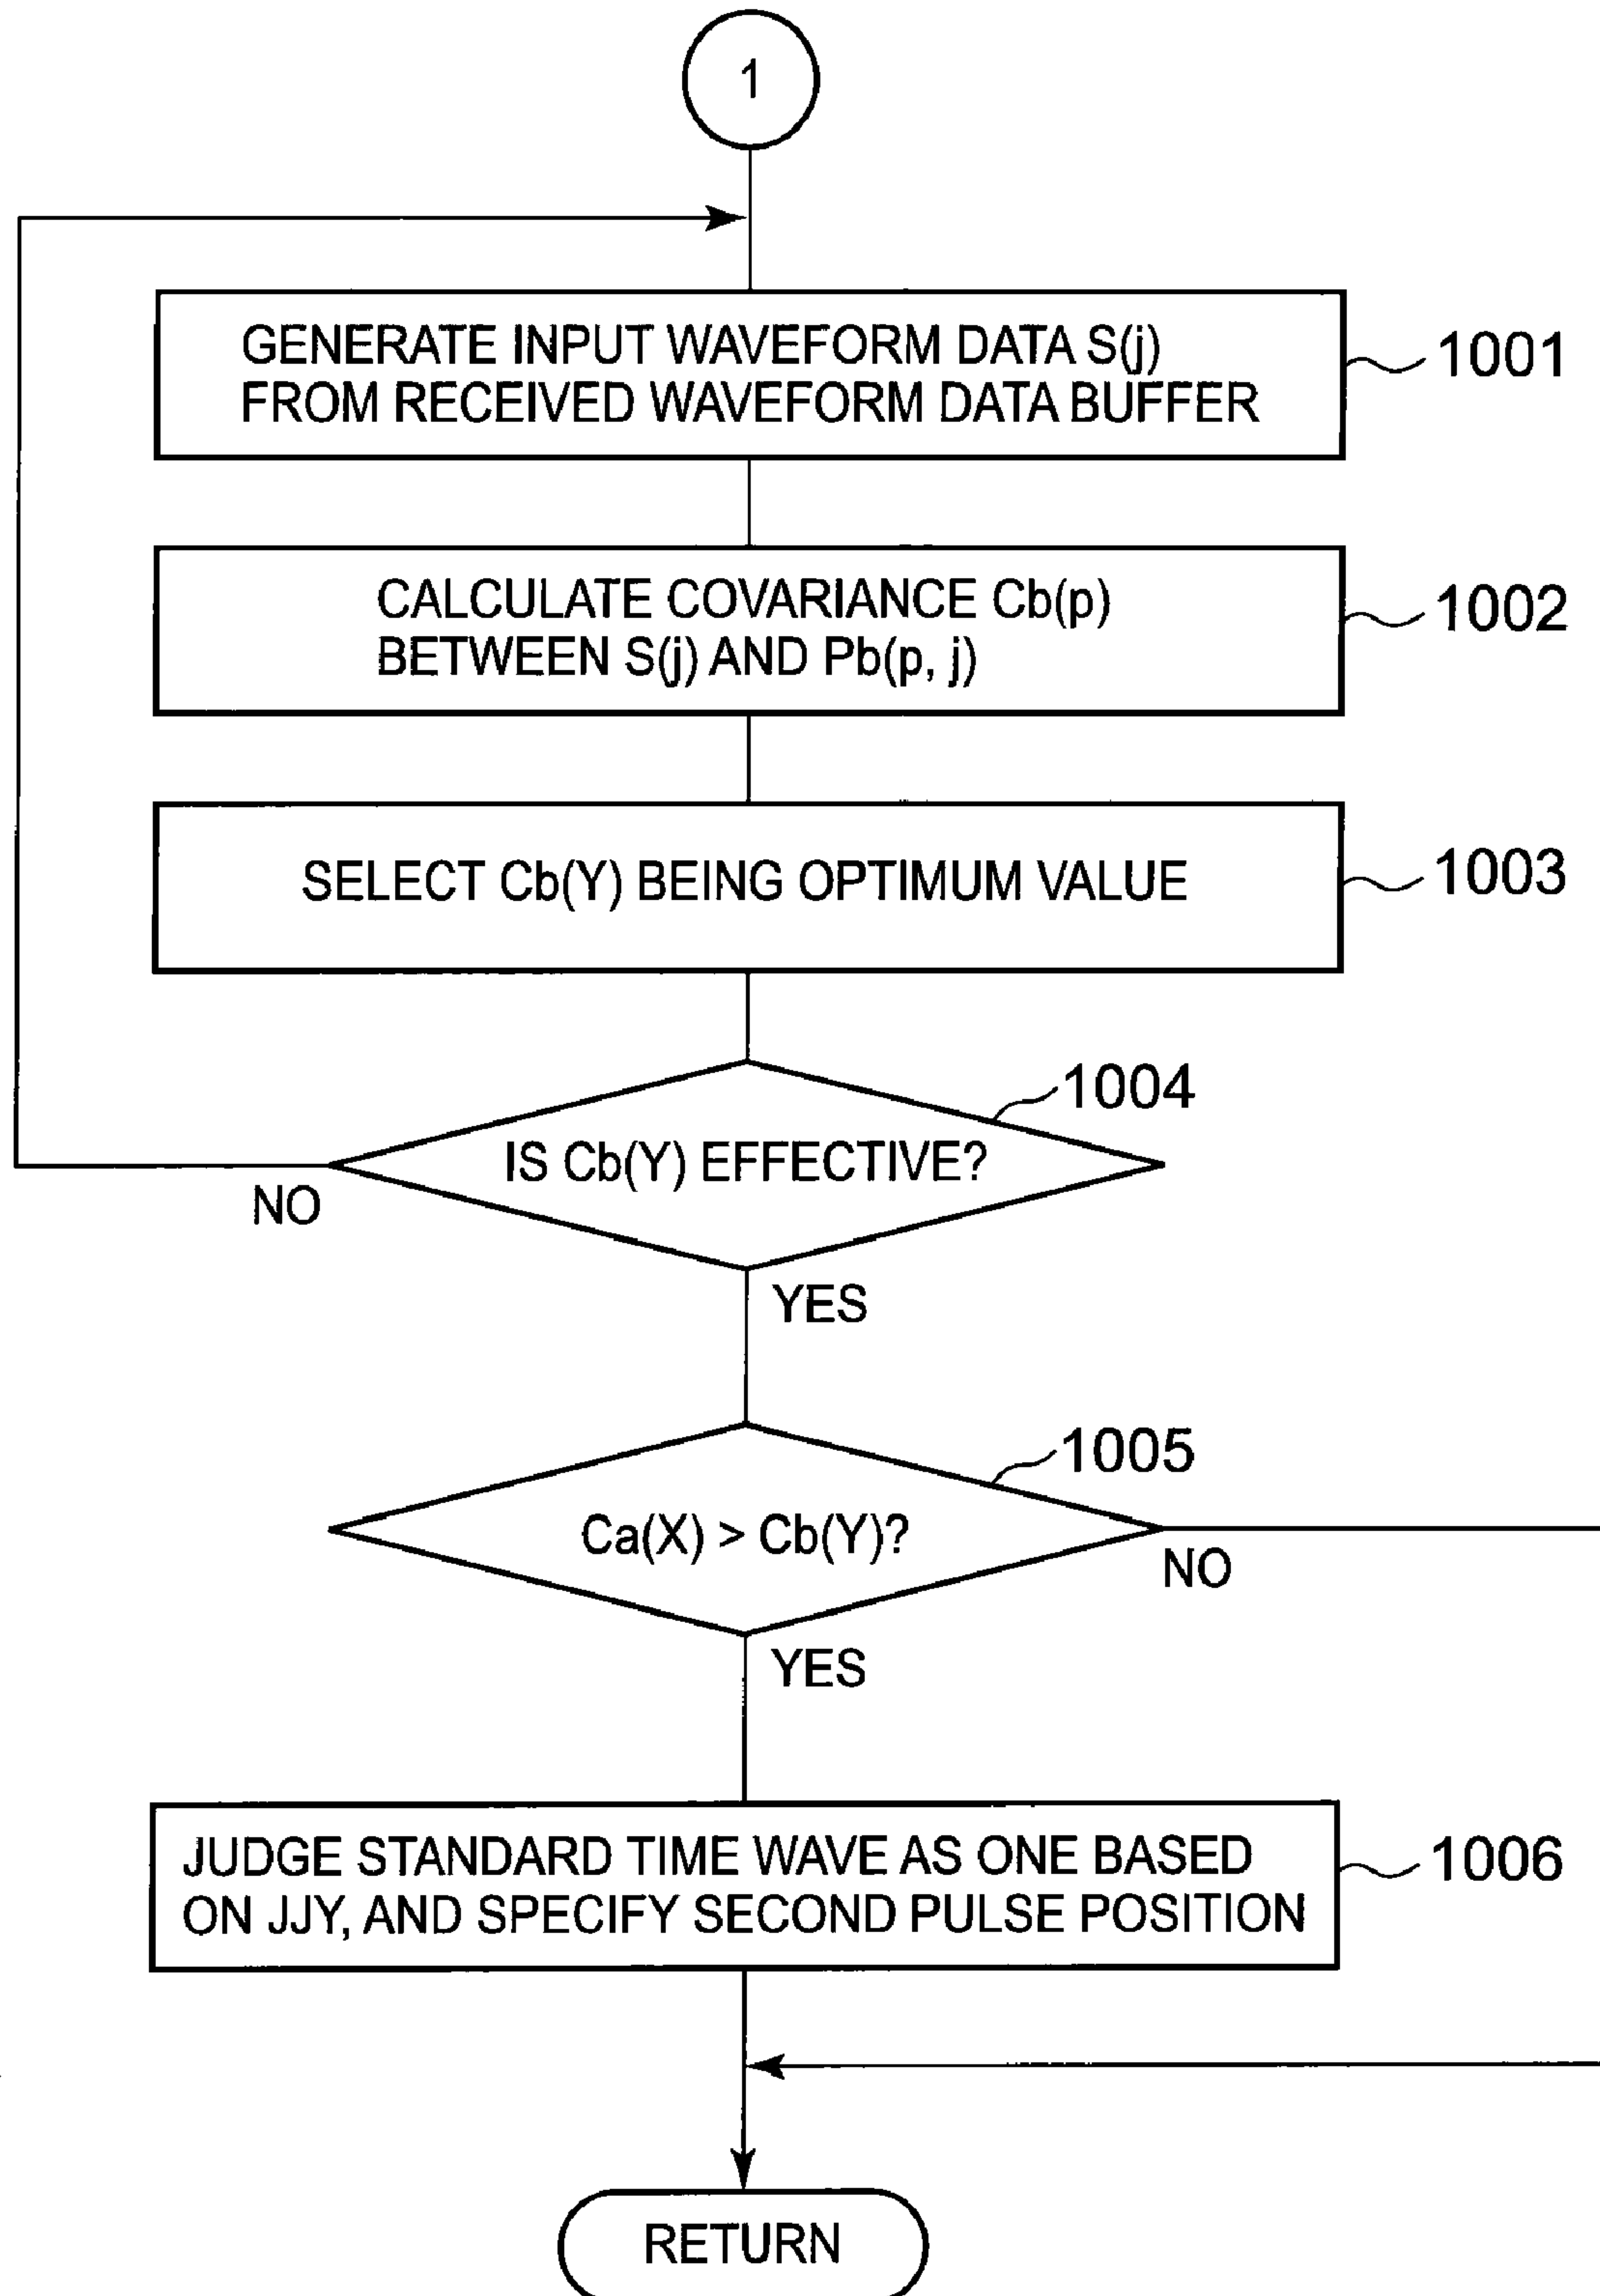 1
GENERATE INPUT WAVEFORM DATA S(j)
FROM RECEIVED WAVEFORM DATA BUFFER
1001
CALCULATE COVARIANCE Cb(p)
BETWEEN S(j) AND Pb(p, j)
1002
SELECT Cb(Y) BEING OPTIMUM VALUE
1003
1004
IS Cb(Y) EFFECTIVE?
NO
YES
1005
Ca(X) > Cb(Y)?
NO
YES
JUDGE STANDARD TIME WAVE AS ONE BASED
ON JJY, AND SPECIFY SECOND PULSE POSITION
1006
RETURN